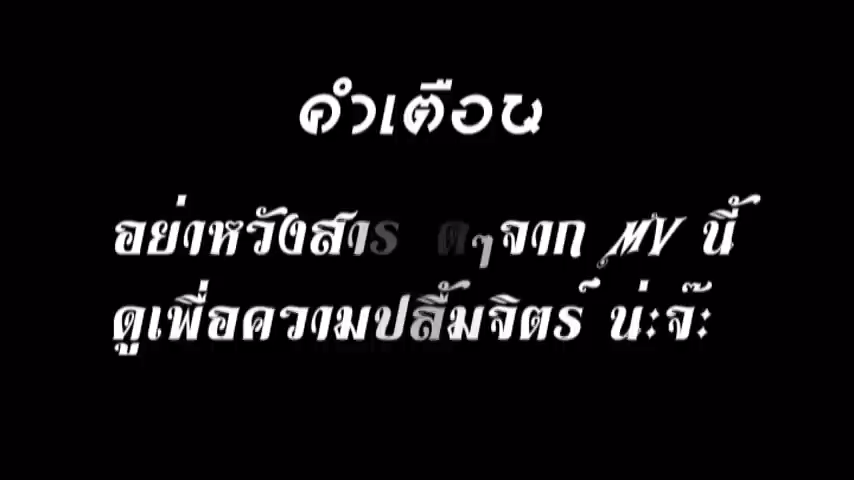 คำเตือน
อย่าหวังสาร ๆจาก MV นี้
ดูเพื่อความปลื้มจิตร์ น่ะจ๊ะ